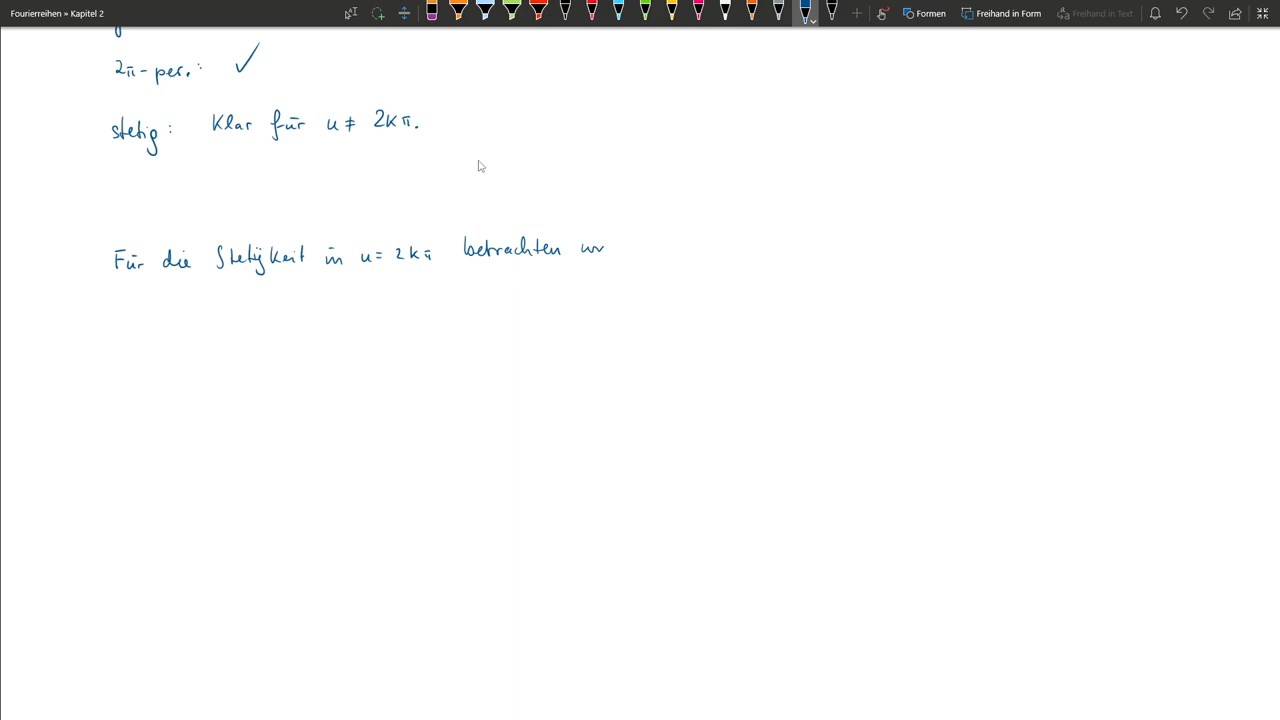 Fourierreihen » Kapitel 2
Formen
Freihand in Form
Freihand in Text
2π-per.: ✓
stetig: Klar für u ≠ 2kπ.
Für die Stetigkeit in u = 2kπ betrachten